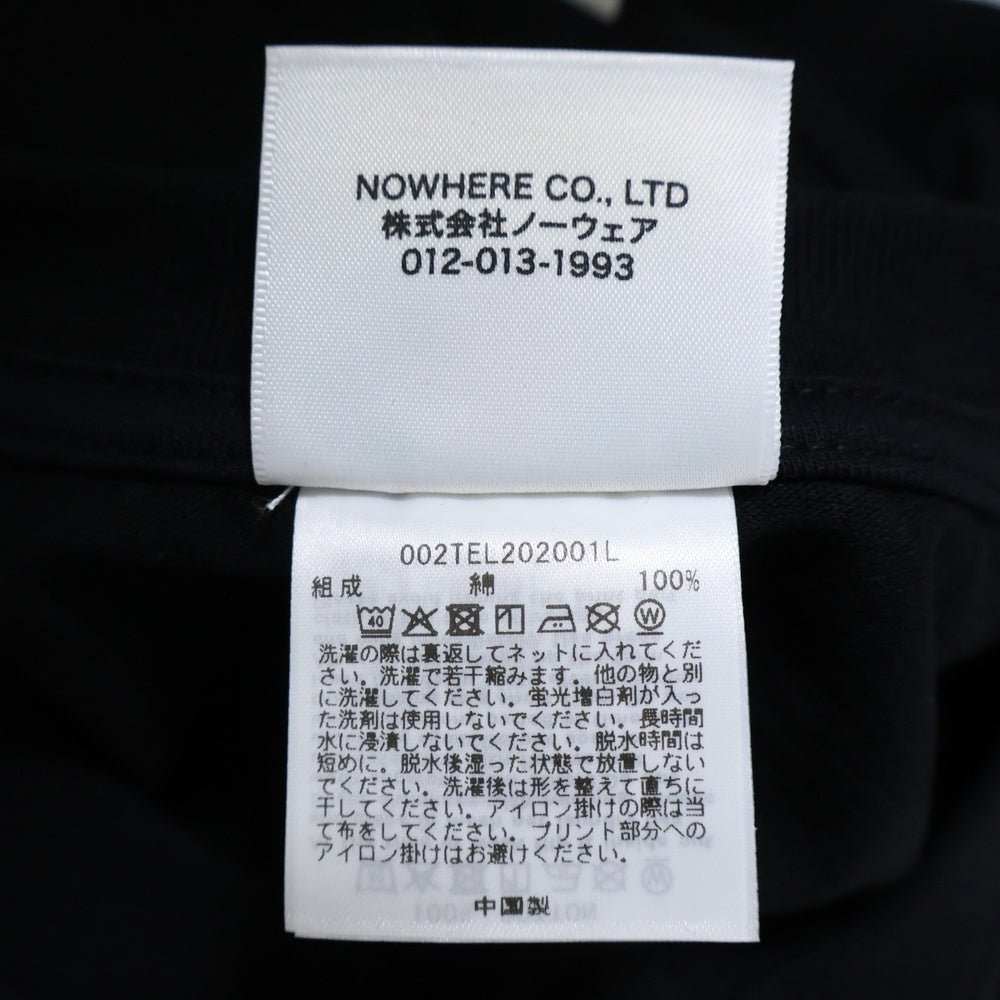 NOWHERE CO., LTD
株式会社ノーウェア
012-013-1993
002TEL202001L
組成 綿 100%
40 W
洗濯の際は裏返してネットに入れてくだ
さい。洗濯で若干縮みます。他の物と別
に洗濯してください。蛍光増白剤が入っ
た洗剤は使用しないでください。長時間
水に浸漬しないでください。脱水時間は
短めに。脱水後湿った状態で放置しない
でください。洗濯後は形を整えて直ちに
干してください。アイロン掛けの際は当
て布をしてください。プリント部分への
アイロン掛けはお避けください。
中国製